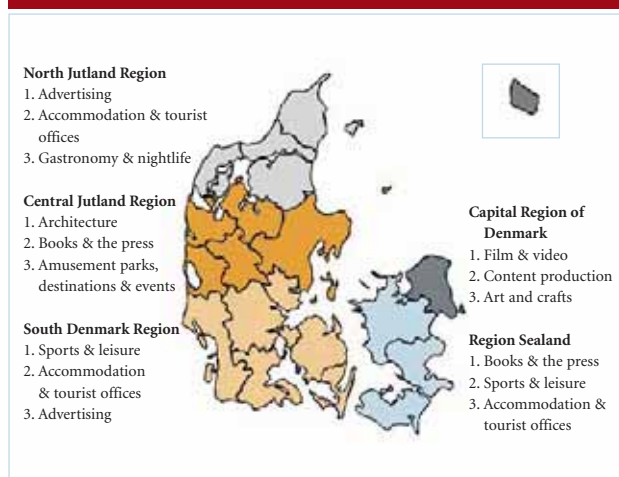 North Jutland Region
1. Advertising
2. Accommodation & tourist
offices
3. Gastronomy & nightlife
Central Jutland Region
1. Architecture
2. Books & the press
3. Amusement parks,
destinations & events
South Denmark Region
1. Sports & leisure
2. Accommodation
& tourist offices
3. Advertising
Capital Region of
Denmark
1. Film & video
2. Content production
3. Art and crafts
Region Sealand
1. Books & the press
2. Sports & leisure
3. Accommodation &
tourist offices